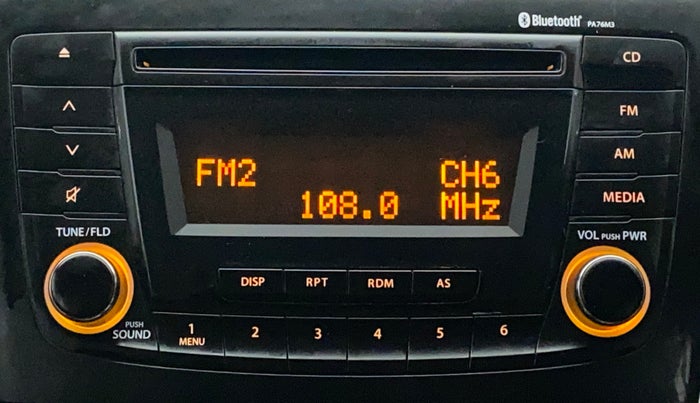 Bluetooth® PA76M3
CD
FM
AM
MEDIA
FM2 CH6
108.0 MHz
TUNE/FLD
VOL PUSH PWR
DISP RPT RDM AS
PUSH
SOUND
1 2 3 4 5 6
MENU